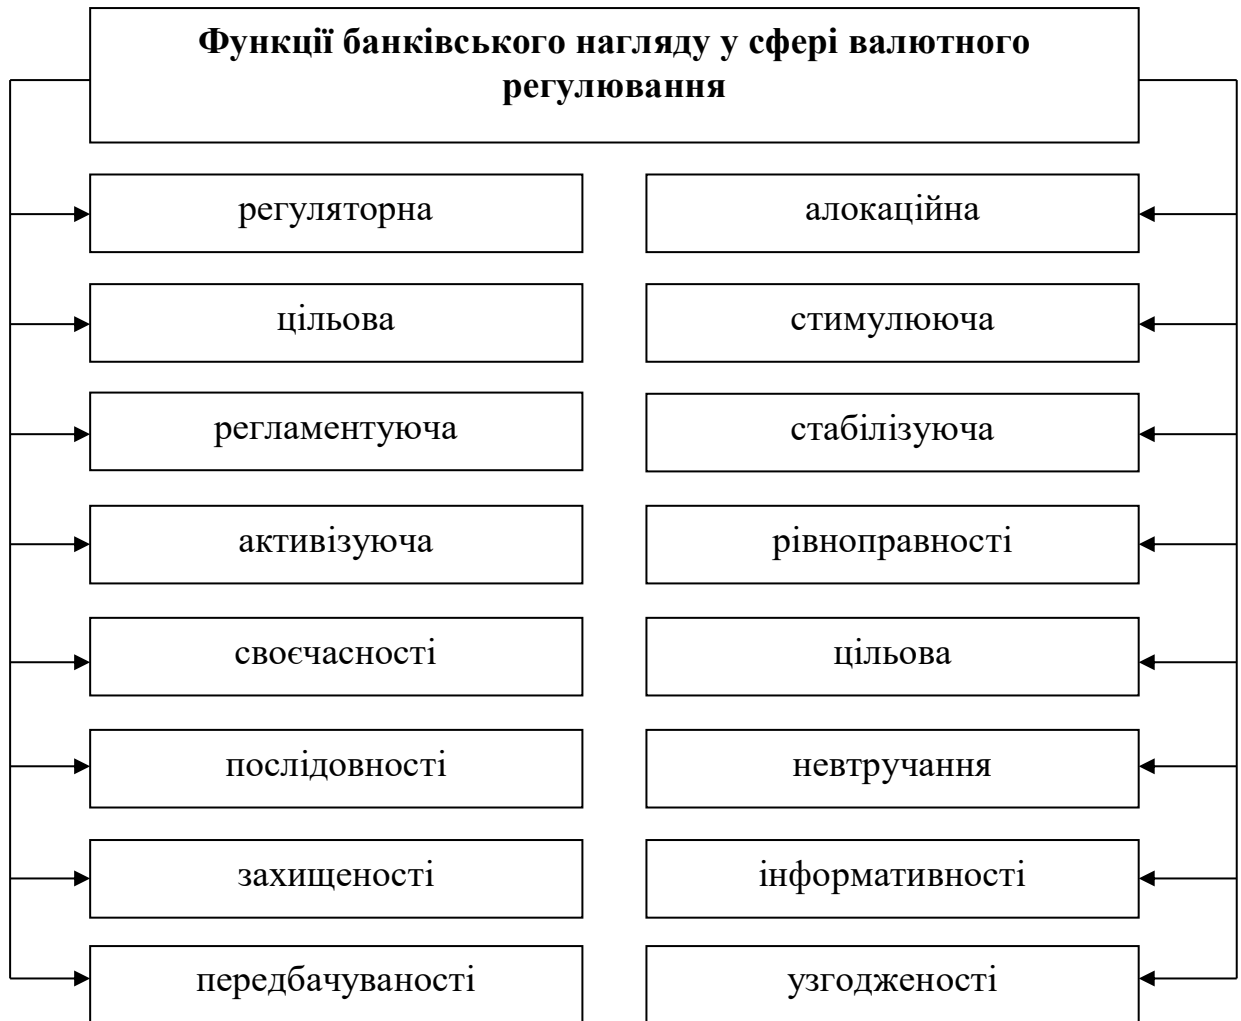 Функції банківського нагляду у сфері валютного
регулювання
регуляторна
алокаційна
цільова
стимулююча
регламентуюча
стабілізуюча
активізуюча
рівноправності
своєчасності
цільова
послідовності
невтручання
захищеності
інформативності
передбачуваності
узгодженості